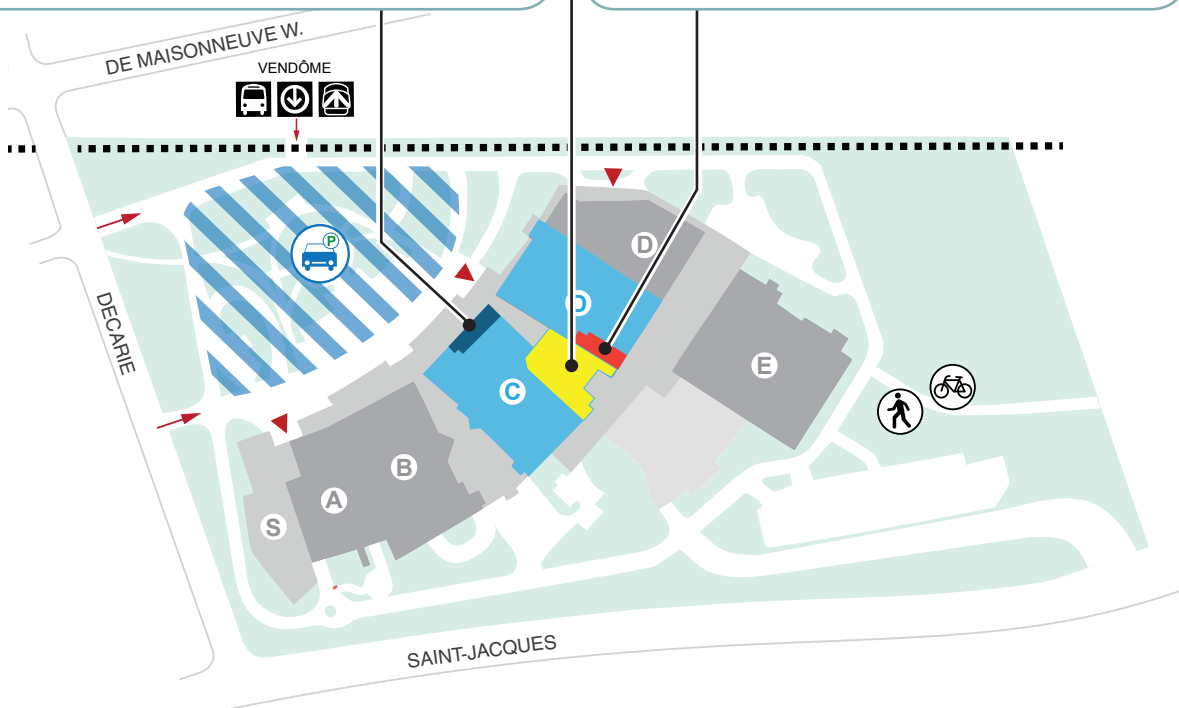 DE MAISONNEUVE W.
VENDÔME
P
D
DECARIE
D
E
C
B
A
S
SAINT-JACQUES